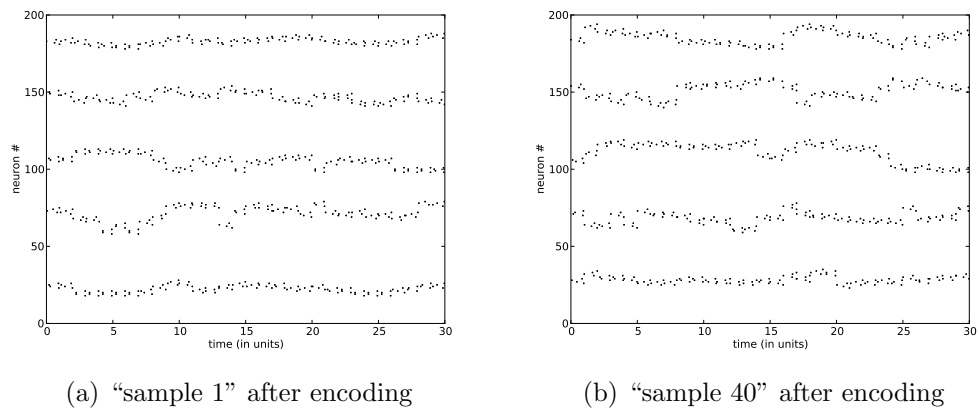 200
150
100
50
0
neuron #
0 5 10 15 20 25 30
time (in units)
(a) “sample 1” after encoding
200
150
100
50
0
neuron #
0 5 10 15 20 25 30
time (in units)
(b) “sample 40” after encoding